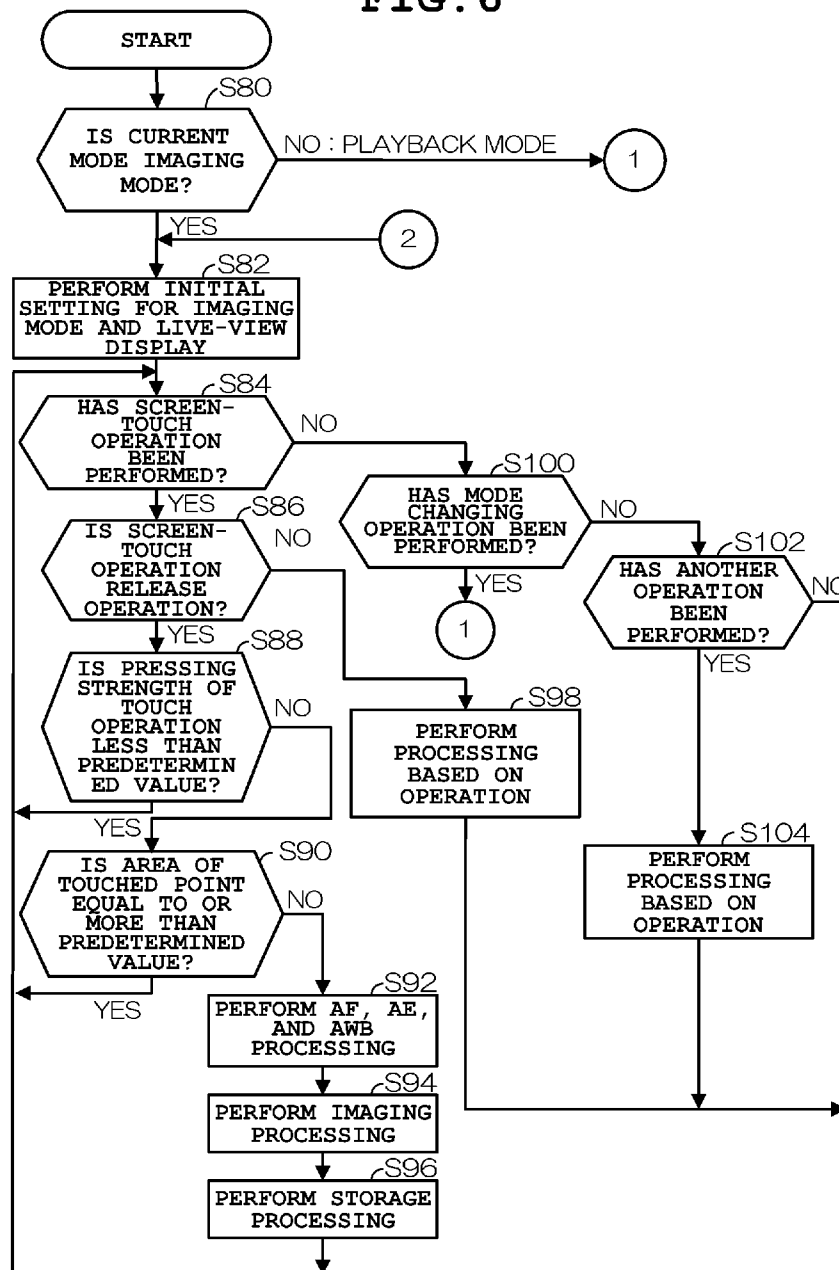 FIG. 6
START
S80
IS CURRENT
MODE IMAGING
MODE?
NO : PLAYBACK MODE
1
YES
2
S82
PERFORM INITIAL
SETTING FOR IMAGING
MODE AND LIVE-VIEW
DISPLAY
S84
HAS SCREEN-
TOUCH
OPERATION
BEEN
PERFORMED?
NO
YES
S100
HAS MODE
CHANGING
OPERATION BEEN
PERFORMED?
NO
YES
1
S102
HAS ANOTHER
OPERATION
BEEN
PERFORMED?
NO
YES
S86
IS SCREEN-
TOUCH
OPERATION
RELEASE
OPERATION?
NO
YES
S88
IS PRESSING
STRENGTH OF
TOUCH
OPERATION
LESS THAN
PREDETERMIN
ED VALUE?
NO
YES
S98
PERFORM
PROCESSING
BASED ON
OPERATION
S104
PERFORM
PROCESSING
BASED ON
OPERATION
S90
IS AREA OF
TOUCHED POINT
EQUAL TO OR
MORE THAN
PREDETERMINED
VALUE?
NO
YES
S92
PERFORM AF, AE,
AND AWB
PROCESSING
S94
PERFORM IMAGING
PROCESSING
S96
PERFORM STORAGE
PROCESSING